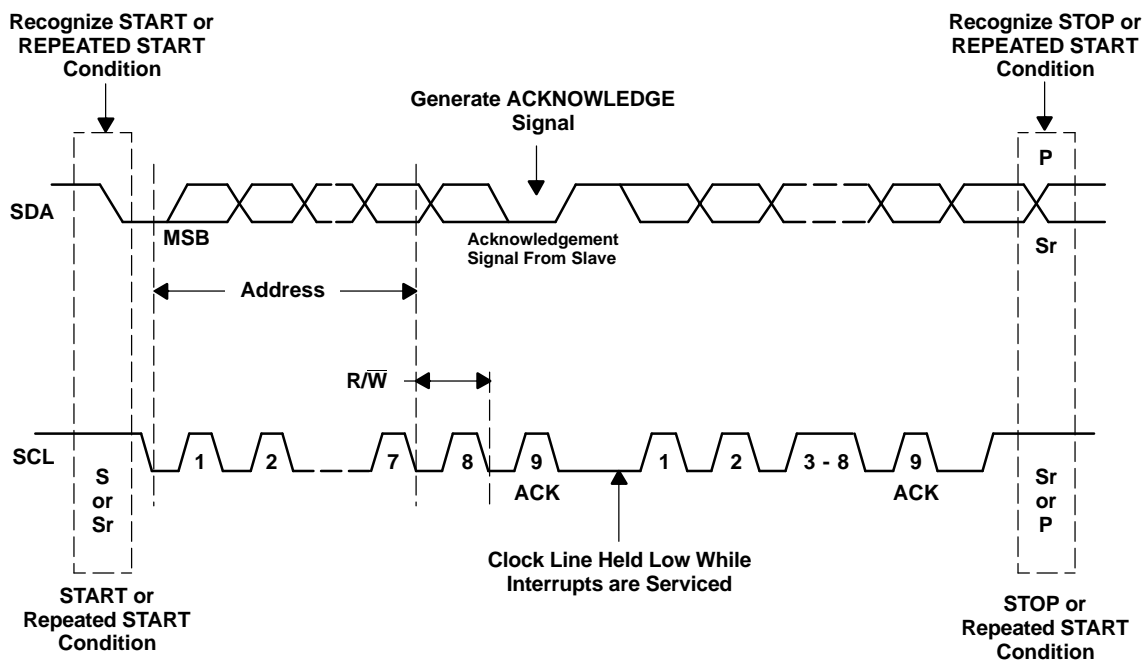 Recognize START or
REPEATED START
Condition
Recognize STOP or
REPEATED START
Condition
Generate ACKNOWLEDGE
Signal
P
SDA
MSB
Acknowledgement
Signal From Slave
Sr
Address
R/W̅
SCL
1
2
7
8
9
1
2
3 - 8
9
ACK
ACK
S
or
Sr
Sr
or
P
Clock Line Held Low While
Interrupts are Serviced
START or
Repeated START
Condition
STOP or
Repeated START
Condition